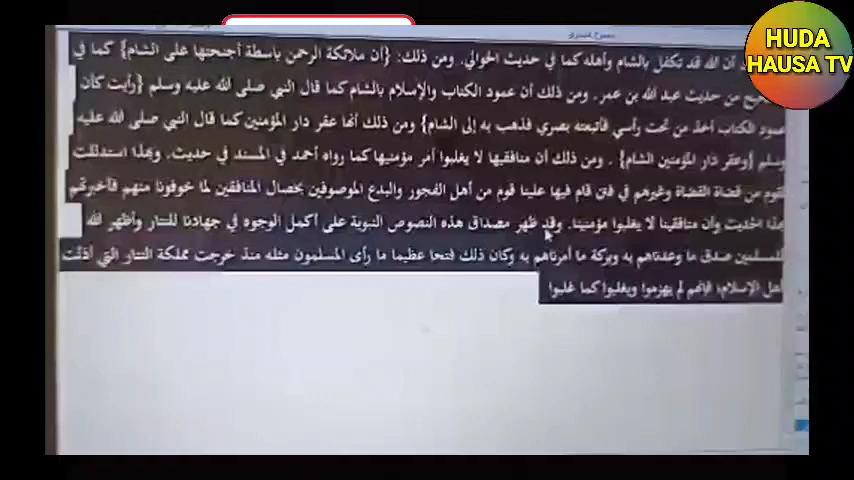 HUDA
HAUSA TV
أن الله قد تكفل بالشام وأهله كما في حديث الحوالي. ومن ذلك: {أن ملائكة الرحمن باسطة أجنحتها على الشام} كما في
من حديث عبد الله بن عمر. ومن ذلك أن عمود الكتاب والإسلام بالشام كما قال النبي صلى الله عليه وسلم {رأيت كأن
عمود الكتاب أخذ من تحت رأسي فأتبعته بصري فذهب به إلى الشام} ومن ذلك أنها عقر دار المؤمنين كما قال النبي صلى الله عليه
وسلم {وعقر دار المؤمنين الشام} . ومن ذلك أن منافقيها لا يغلبوا أمر مؤمنيها كما رواه أحمد في المسند في حديث. وبهذا استدللت
لقوم من قضاة القضاة وغيرهم في فتن قام فيها علينا قوم من أهل الفجور والبدع الموصوفين بخصال المنافقين لما خوفونا منهم فأخبرتهم
بهذا الحديث وأن منافقينا لا يغلبوا مؤمنينا. وقد ظهر مصداق هذه النصوص النبوية على أكمل الوجوه في جهادنا للتتار وأظهر الله
للمسلمين صدق ما وعدناهم به وبركة ما أمرناهم به وكان ذلك فتحا عظيما ما رأى المسلمون مثله منذ خرجت مملكة التتار التي أذلت
أهل الإسلام؛ فإنهم لم يهزموا ويغلبوا كما غلبوا